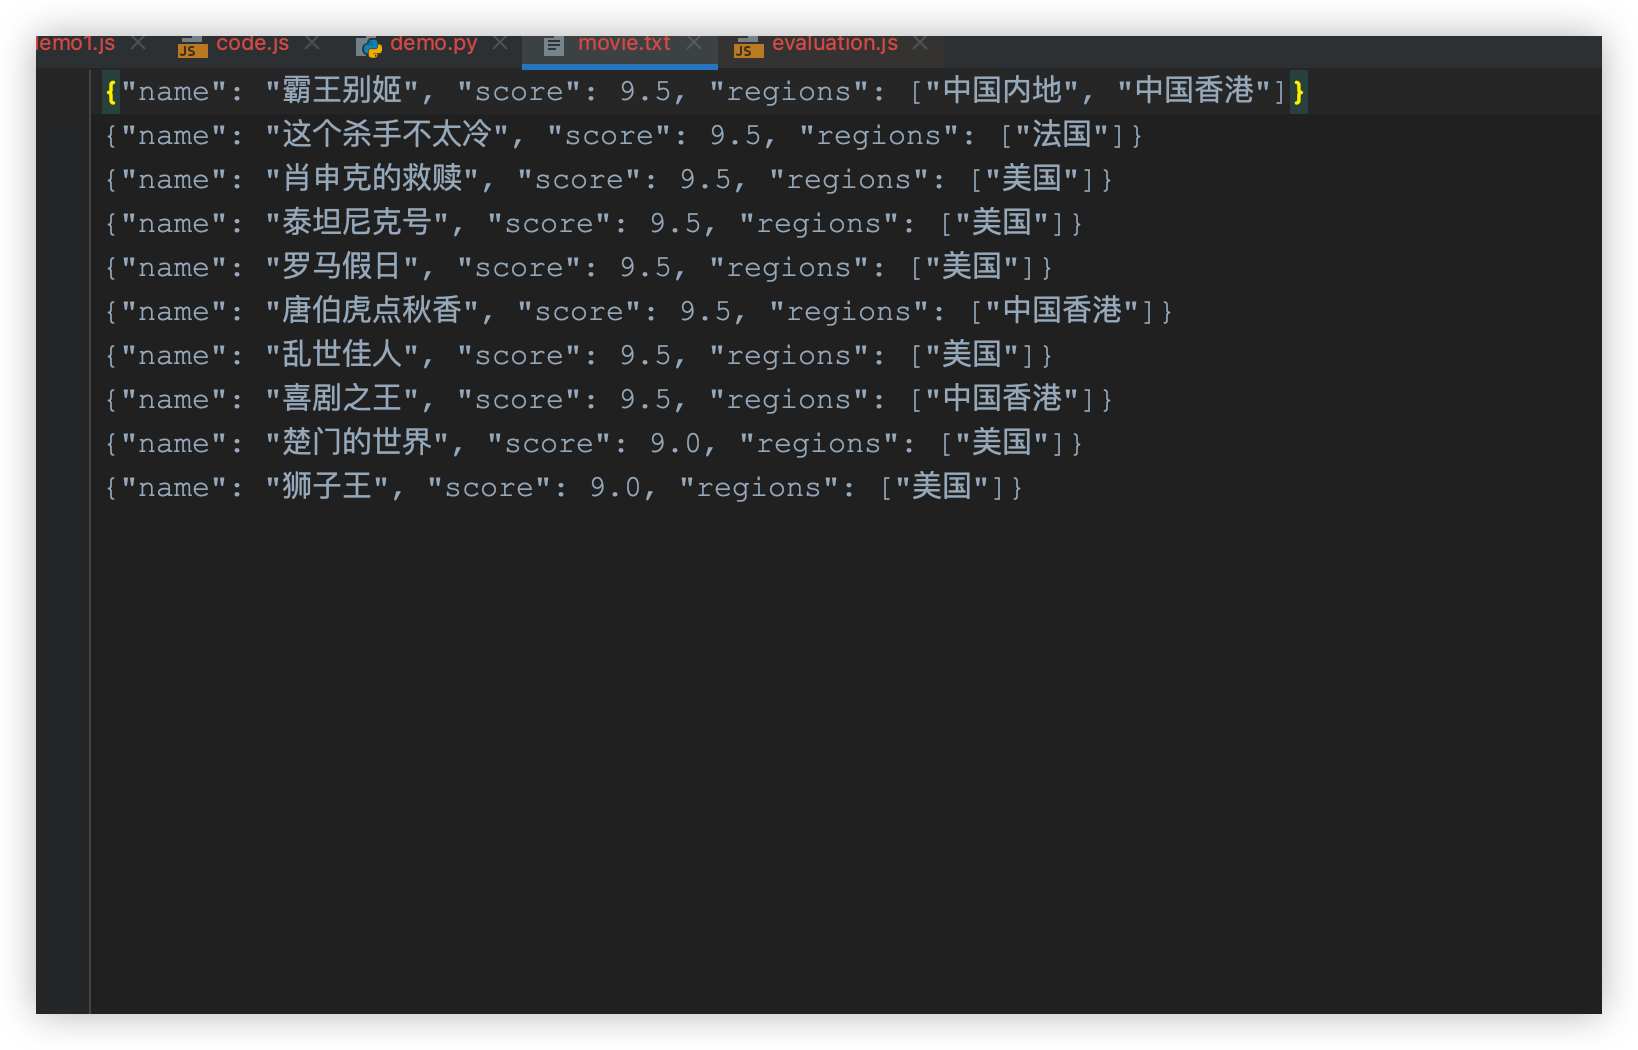 demo1.js code.js demo.py movie.txt evaluation.js
{"name": "霸王别姬", "score": 9.5, "regions": ["中国内地", "中国香港"]}
{"name": "这个杀手不太冷", "score": 9.5, "regions": ["法国"]}
{"name": "肖申克的救赎", "score": 9.5, "regions": ["美国"]}
{"name": "泰坦尼克号", "score": 9.5, "regions": ["美国"]}
{"name": "罗马假日", "score": 9.5, "regions": ["美国"]}
{"name": "唐伯虎点秋香", "score": 9.5, "regions": ["中国香港"]}
{"name": "乱世佳人", "score": 9.5, "regions": ["美国"]}
{"name": "喜剧之王", "score": 9.5, "regions": ["中国香港"]}
{"name": "楚门的世界", "score": 9.0, "regions": ["美国"]}
{"name": "狮子王", "score": 9.0, "regions": ["美国"]}